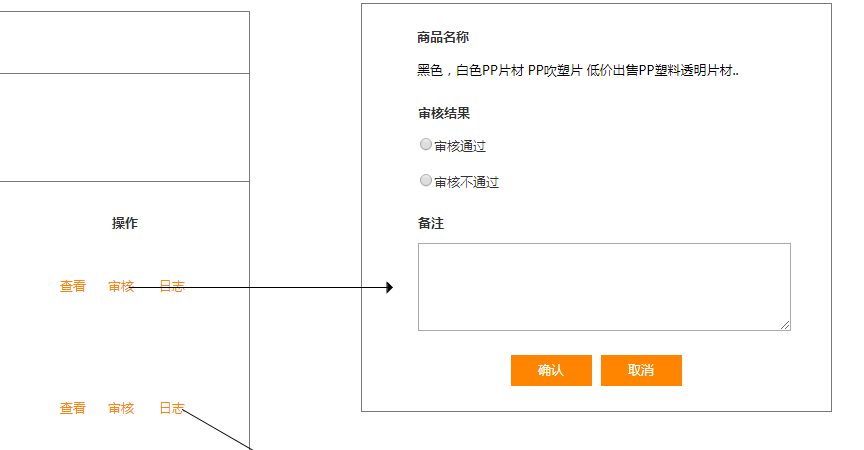 操作
查看 审核 日志
查看 审核 日志
商品名称
黑色，白色PP片材 PP吹塑片 低价出售PP塑料透明片材..
审核结果
审核通过
审核不通过
备注
确认 取消